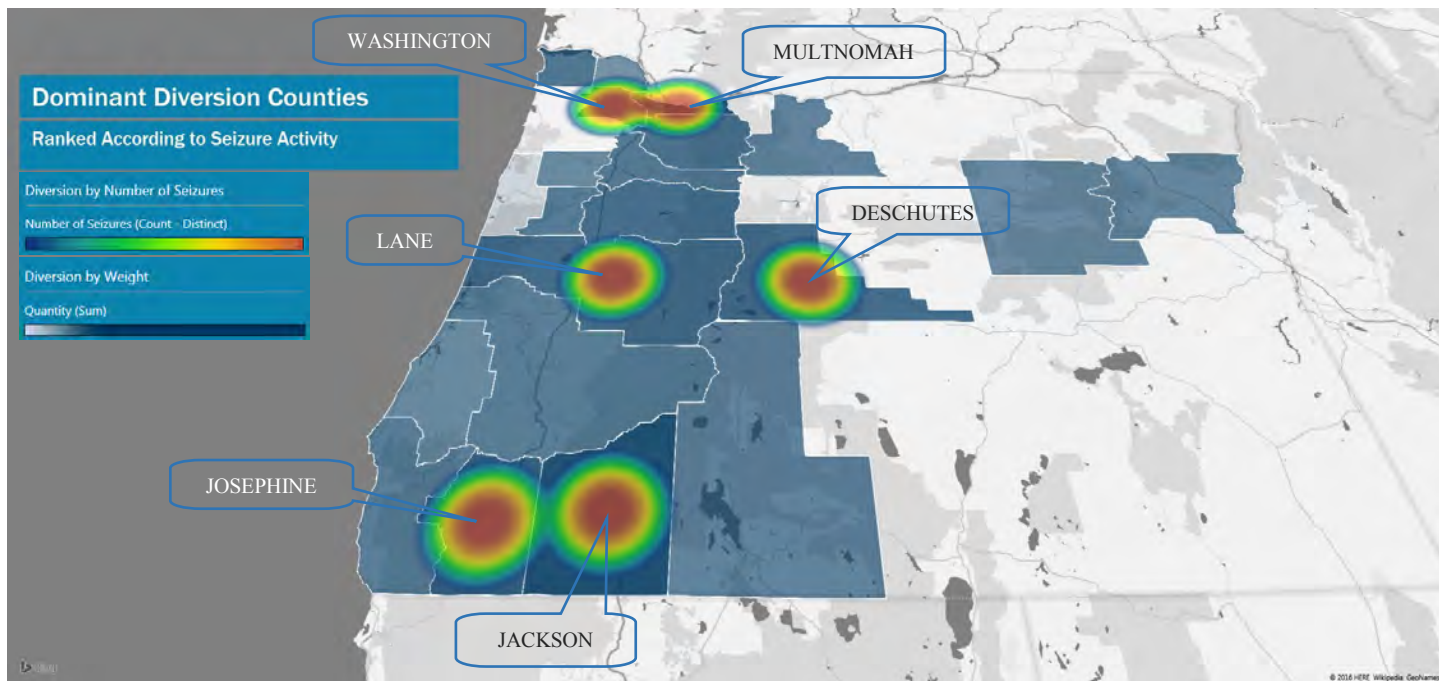 WASHINGTON
MULTNOMAH
Dominant Diversion Counties
Ranked According to Seizure Activity
Diversion by Number of Seizures
Number of Seizures (Count - Distinct)
Diversion by Weight
Quantity (Sum)
DESCHUTES
LANE
JOSEPHINE
JACKSON
© 2016 HERE, Wikipedia, GeoNames